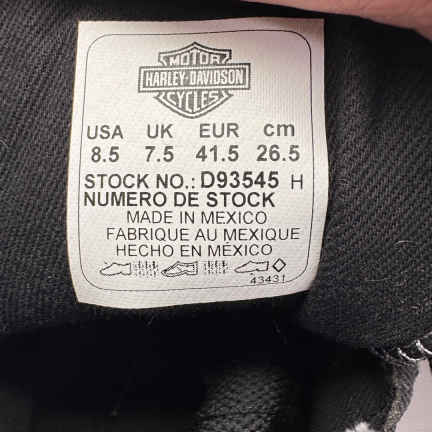 MOTOR
HARLEY-DAVIDSON
CYCLES
USA UK EUR cm
8.5 7.5 41.5 26.5
STOCK NO.: D93545 H
NUMERO DE STOCK
MADE IN MEXICO
FABRIQUE AU MEXIQUE
HECHO EN MÉXICO
43431